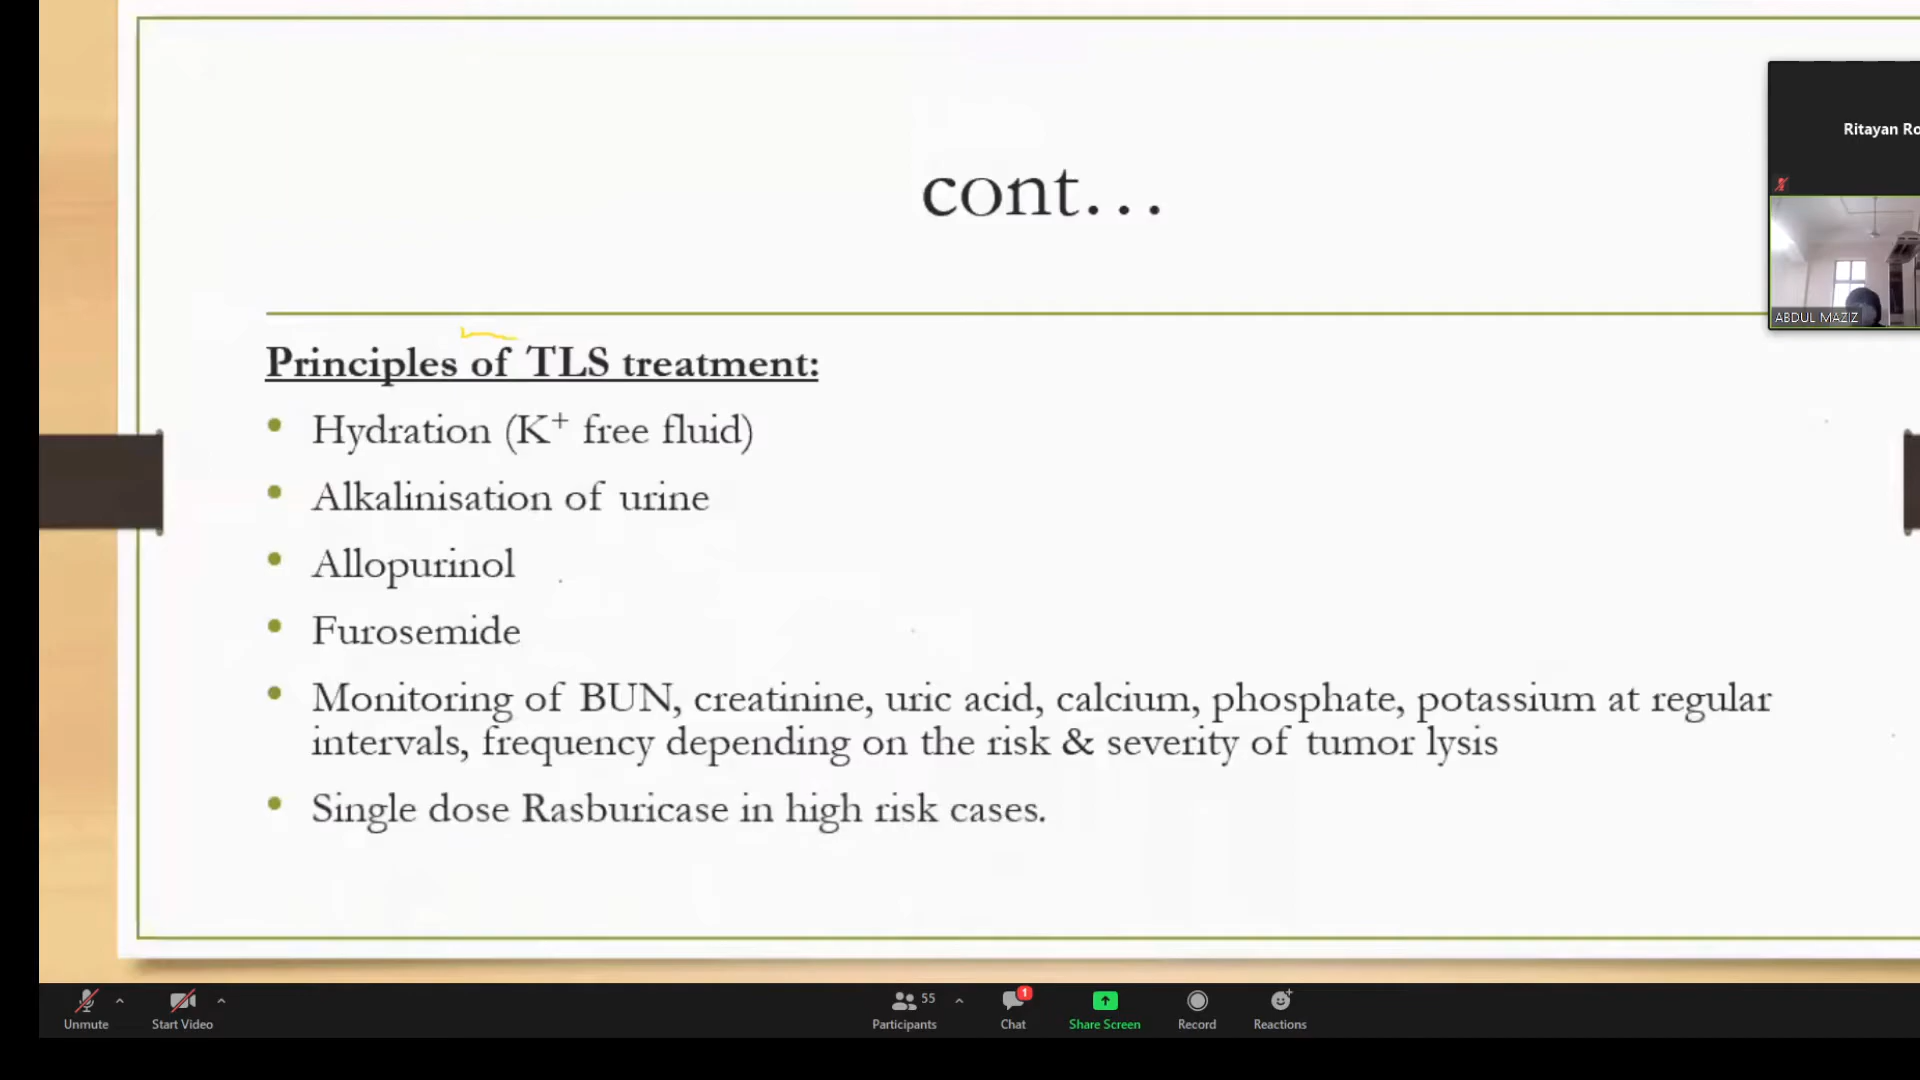 cont…
Ritayan Ro
ABDUL MAZIZ
Principles of TLS treatment:
• Hydration (K⁺ free fluid)
• Alkalinisation of urine
• Allopurinol
• Furosemide
• Monitoring of BUN, creatinine, uric acid, calcium, phosphate, potassium at regular
intervals, frequency depending on the risk & severity of tumor lysis
• Single dose Rasburicase in high risk cases.
55
1
Unmute
Start Video
Participants
Chat
Share Screen
Record
Reactions